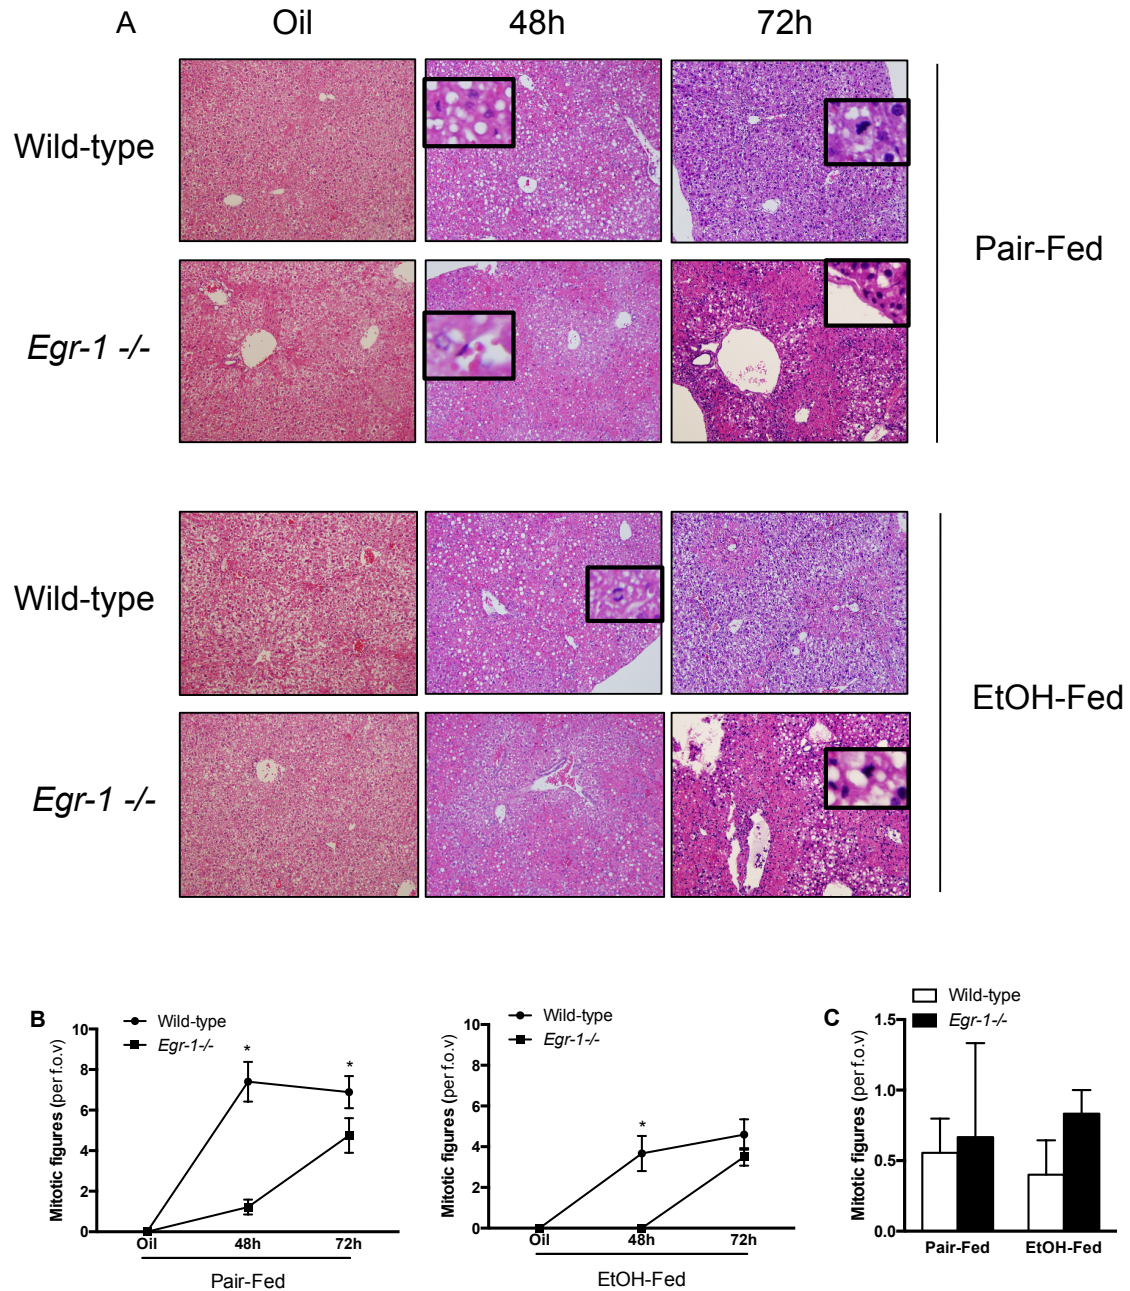 A
Oil 48h 72h
Wild-type
Egr-1 -/-
Pair-Fed
Wild-type
Egr-1 -/-
EtOH-Fed
B
Wild-type
Egr-1-/-
Mitotic figures (per f.o.v)
10
8
6
4
2
0
*
*
Oil 48h 72h
Pair-Fed
Wild-type
Egr-1-/-
10
8
6
4
2
0
*
Oil 48h 72h
EtOH-Fed
Mitotic figures (per f.o.v)
C
Wild-type
Egr-1-/-
Mitotic figures (per f.o.v)
1.5
1.0
0.5
0.0
Pair-Fed EtOH-Fed